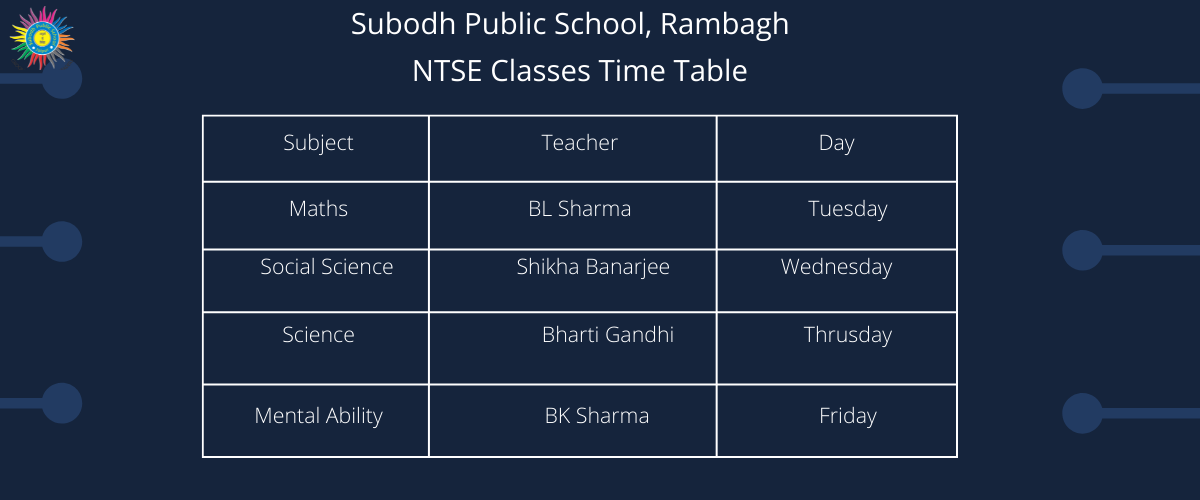 Subodh Public School, Rambagh
NTSE Classes Time Table
Subject Teacher Day
Maths BL Sharma Tuesday
Social Science Shikha Banarjee Wednesday
Science Bharti Gandhi Thrusday
Mental Ability BK Sharma Friday